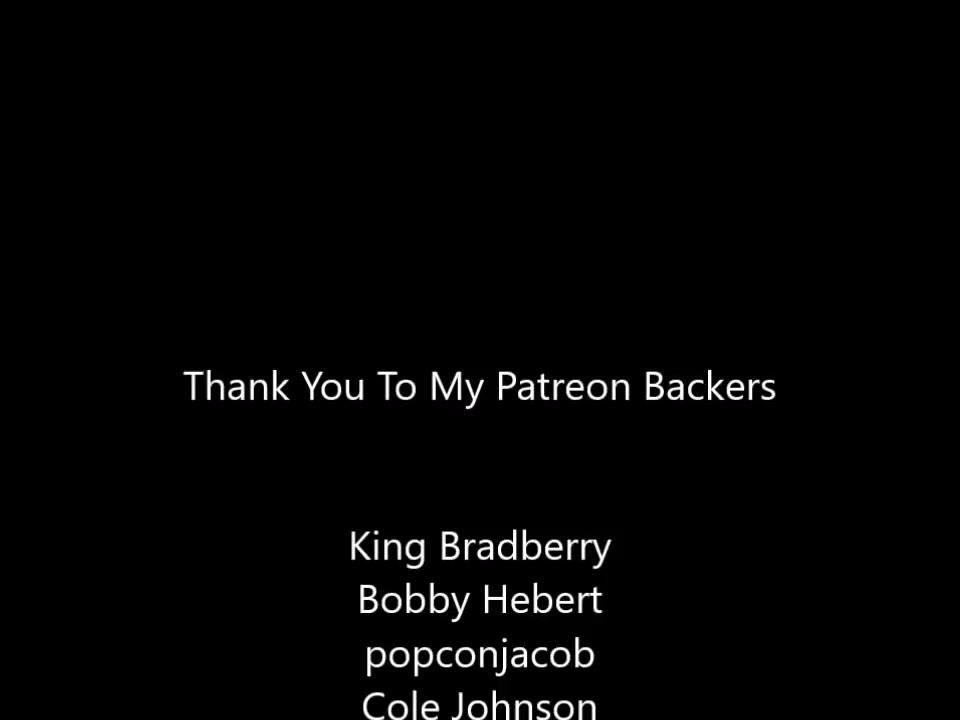 Thank You To My Patreon Backers
King Bradberry
Bobby Hebert
popconjacob
Cole Johnson